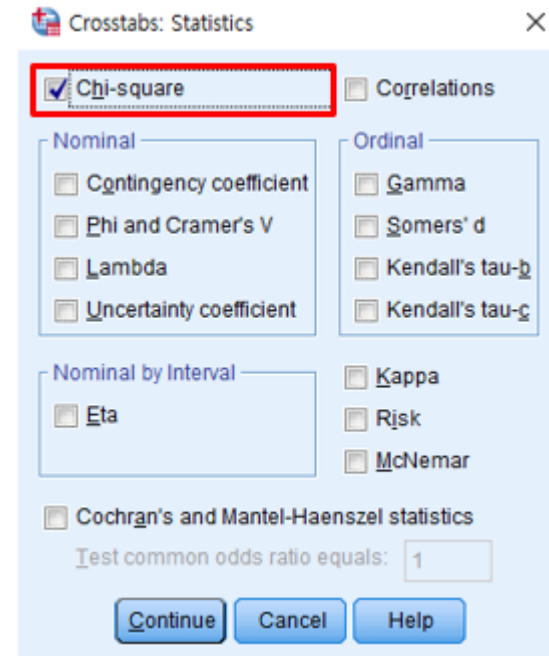 Crosstabs: Statistics
Chi-square
Correlations
Nominal
Contingency coefficient
Phi and Cramer's V
Lambda
Uncertainty coefficient
Ordinal
Gamma
Somers' d
Kendall's tau-b
Kendall's tau-c
Nominal by Interval
Eta
Kappa
Risk
McNemar
Cochran's and Mantel-Haenszel statistics
Test common odds ratio equals: 1
Continue Cancel Help